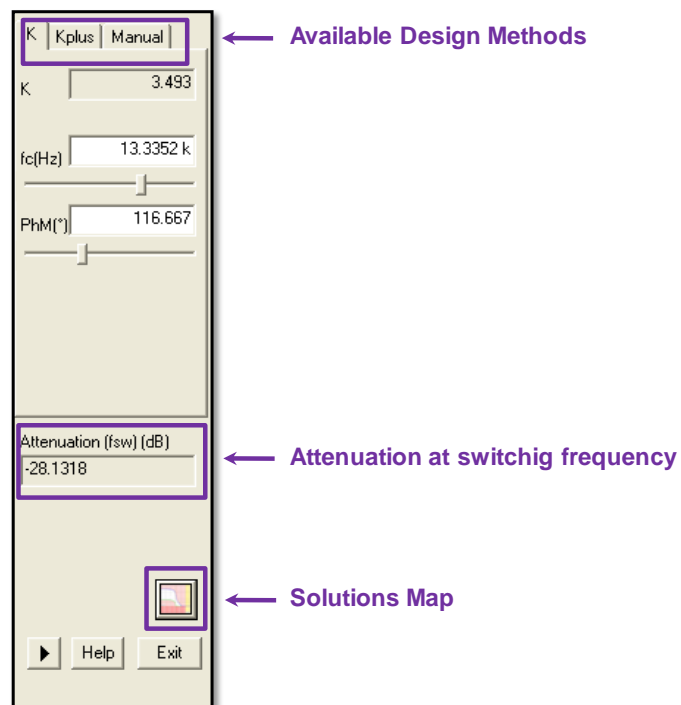 K Kplus Manual
Available Design Methods
K 3.493
fc(Hz) 13.3352 k
PhM(°) 116.667
Attenuation (fsw) (dB)
-28.1318
Attenuation at switchig frequency
Solutions Map
Help Exit